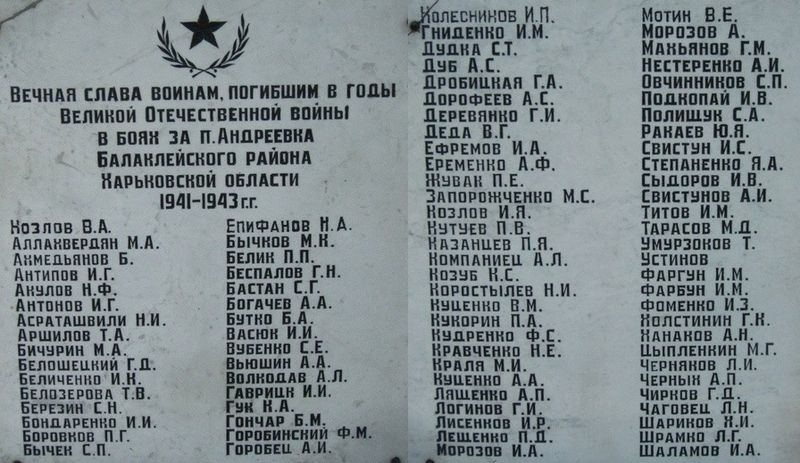 Вечная слава воинам, погибшим в годы
Великой Отечественной войны
в боях за п. Андреевка
Балаклейского района
Харьковской области
1941-1943 г.г.
Козлов В.А.
Аллахвердян М.А.
Ахмедьянов Б.
Антипов И.Г.
Акулов Н.Ф.
Антонов И.Г.
Асраташвили Н.И.
Аршилов Т.А.
Бичурин М.А.
Белошецкий Г.Д.
Беличенко И.К.
Белозерова Т.В.
Березин С.Н.
Бондаренко И.И.
Боровков П.Г.
Бычек С.П.
Епифанов Н.А.
Бычков М.К.
Белик П.П.
Беспалов Г.Н.
Бастан С.Г.
Богачев А.А.
Бутко Б.А.
Васюк И.И.
Вубенко С.Е.
Вьюшин А.А.
Волкодав А.Л.
Гаврицк И.И.
Гук К.А.
Гончар Б.М.
Горобинский Ф.М.
Горобец А.И.
Колесников И.П.
Гниденко И.М.
Дудка С.Т.
Дуб А.С.
Дробицкая Г.А.
Дорофеев А.С.
Деревянко Г.И.
Деда В.Г.
Ефремов И.А.
Еременко А.Ф.
Жувак П.Е.
Запорожченко М.С.
Козлов И.Я.
Кутуев П.В.
Казанцев П.Я.
Компаниец А.Л.
Козуб К.С.
Коростылев Н.И.
Куценко В.М.
Кукорин П.А.
Кудренко Ф.С.
Кравченко Н.Е.
Краля М.И.
Куценко А.А.
Лященко А.П.
Логинов Г.И.
Лисенков И.Р.
Лещенко П.Д.
Морозов И.А.
Мотин В.Е.
Морозов А.
Махьянов Г.М.
Нестеренко А.И.
Овчинников С.П.
Подкопай И.В.
Полищук С.А.
Ракаев Ю.Я.
Свистун И.С.
Степаненко Я.А.
Сыдоров И.В.
Свистунов А.И.
Титов И.М.
Тарасов М.Д.
Умурзоков Т.
Устинов
Фаргун И.М.
Фарбун И.М.
Фоменко И.З.
Холстинин Г.К.
Ханаков А.Н.
Цыпленкин М.Г.
Черняков Л.И.
Черных А.П.
Чирков Г.Д.
Чаговец Л.Н.
Шариков Х.И.
Шрамко Л.Г.
Шаламов И.А.